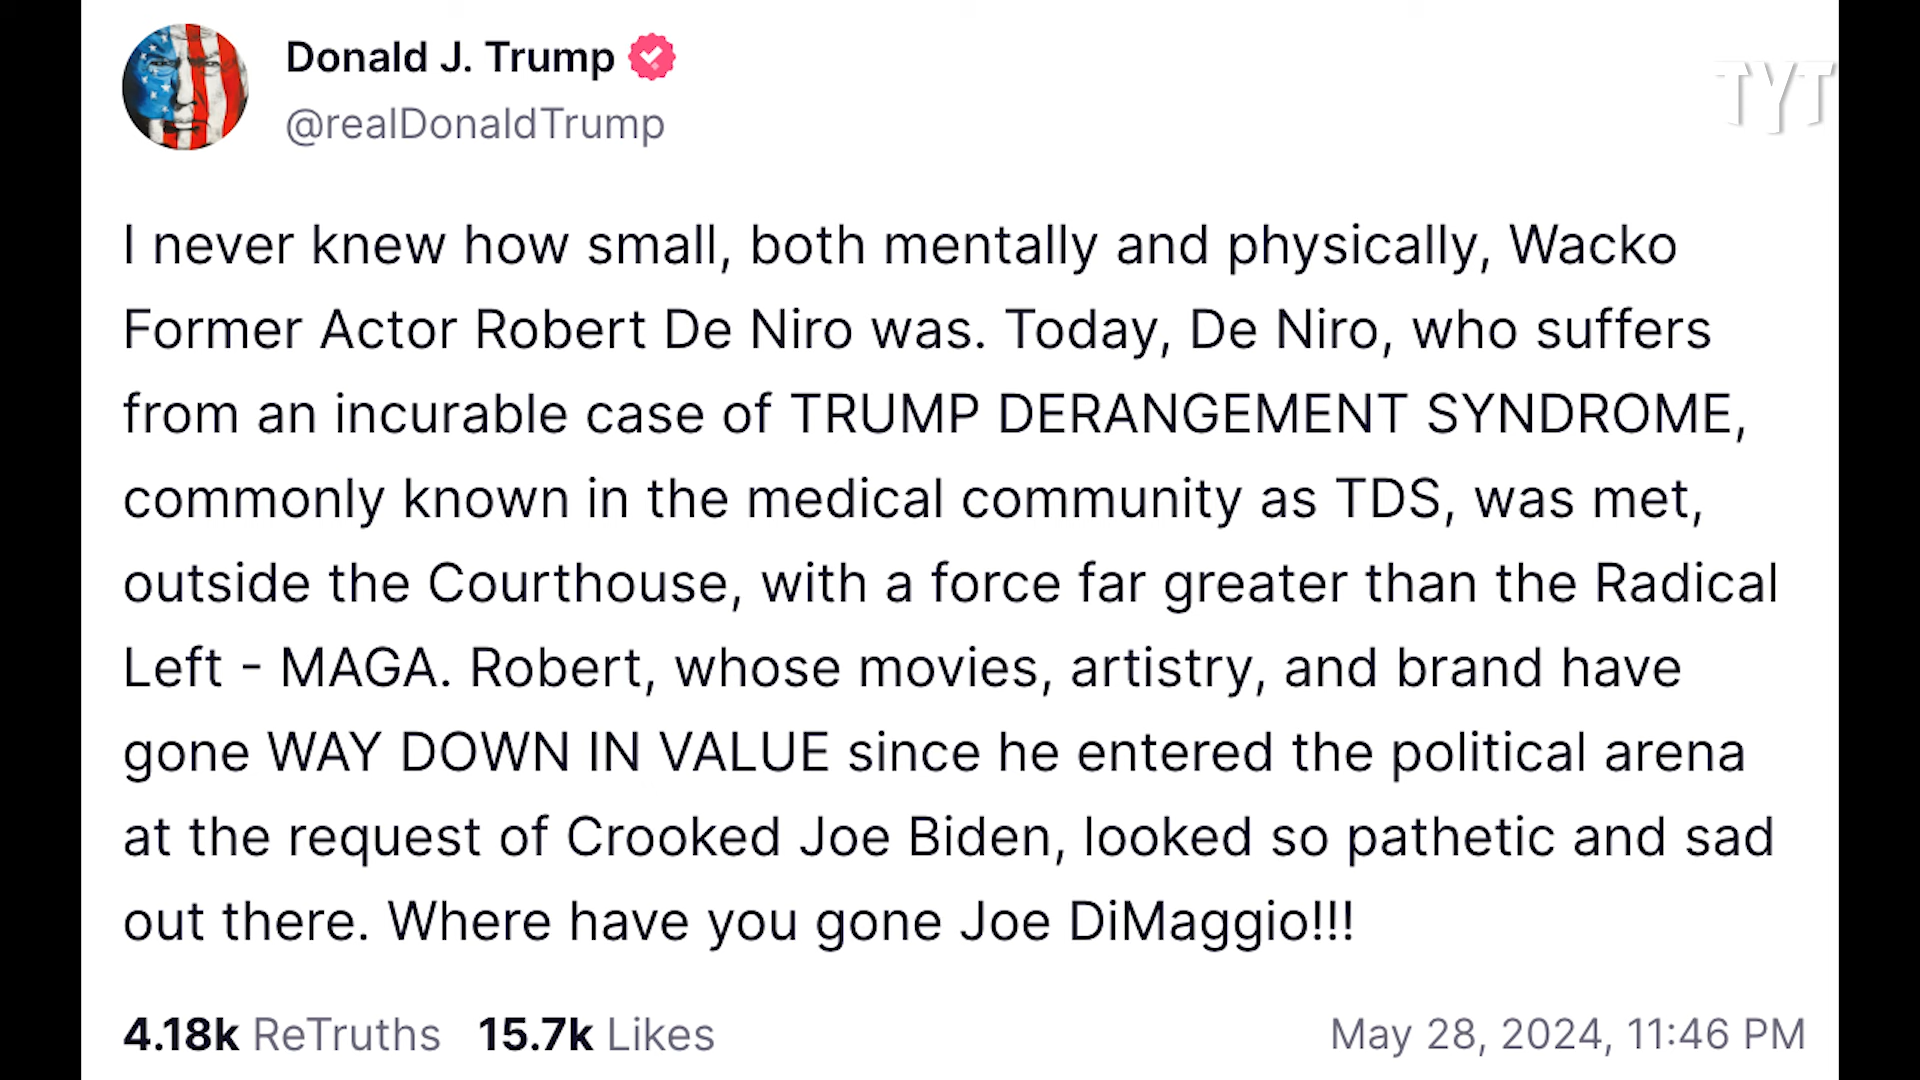 Donald J. Trump
TYT
@realDonaldTrump
I never knew how small, both mentally and physically, Wacko
Former Actor Robert De Niro was. Today, De Niro, who suffers
from an incurable case of TRUMP DERANGEMENT SYNDROME,
commonly known in the medical community as TDS, was met,
outside the Courthouse, with a force far greater than the Radical
Left - MAGA. Robert, whose movies, artistry, and brand have
gone WAY DOWN IN VALUE since he entered the political arena
at the request of Crooked Joe Biden, looked so pathetic and sad
out there. Where have you gone Joe DiMaggio!!!
4.18k ReTruths 15.7k Likes May 28, 2024, 11:46 PM